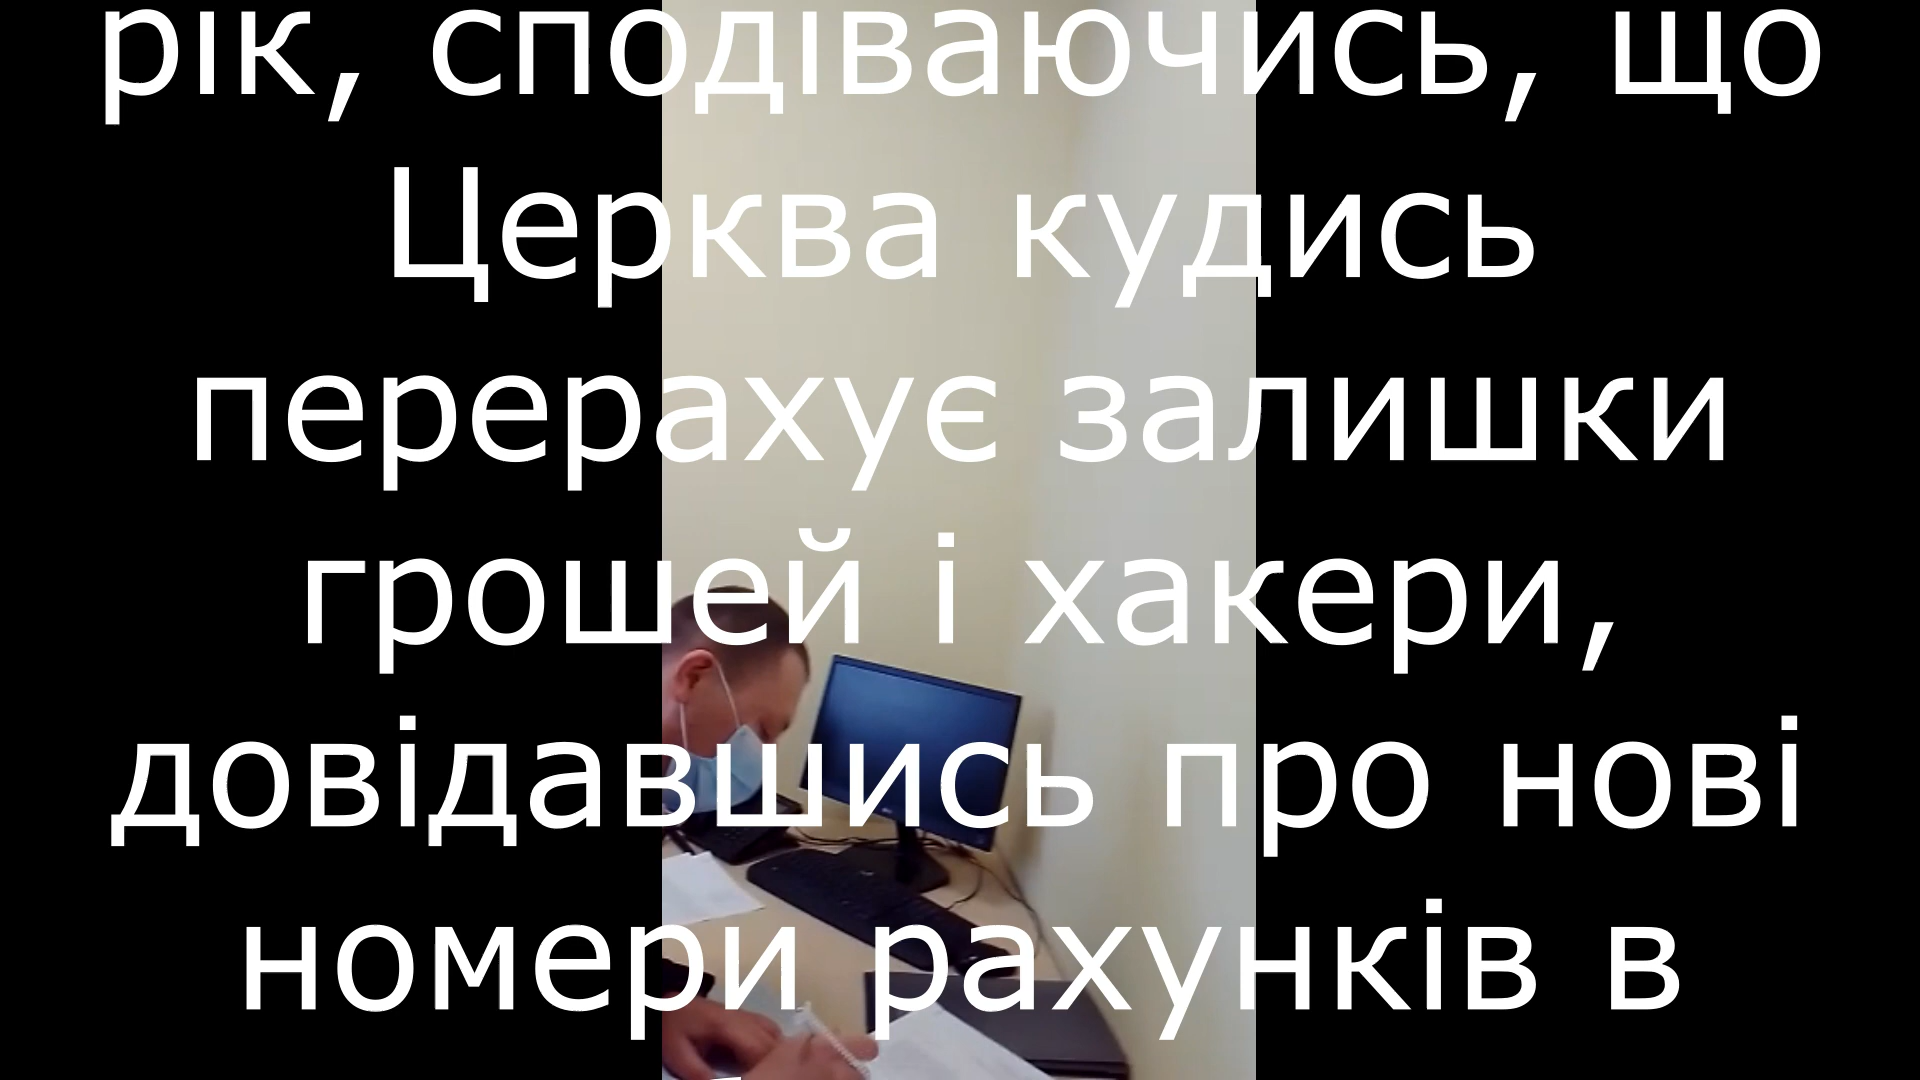 рік, сподіваючись, що
Церква кудись
перерахує залишки
грошей і хакери,
довідавшись про нові
номери рахунків в